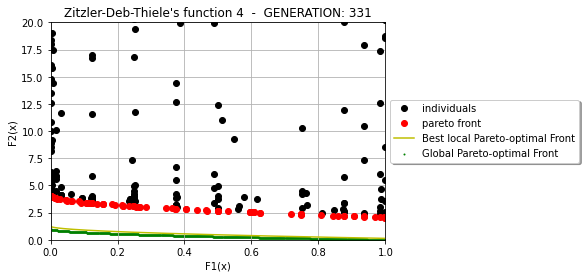 Zitzler-Deb-Thiele's function 4  -  GENERATION: 331
20.0
17.5
15.0
12.5
10.0
7.5
5.0
2.5
0.0
F2(x)
0.0 0.2 0.4 0.6 0.8 1.0
F1(x)
individuals
pareto front
Best local Pareto-optimal Front
Global Pareto-optimal Front